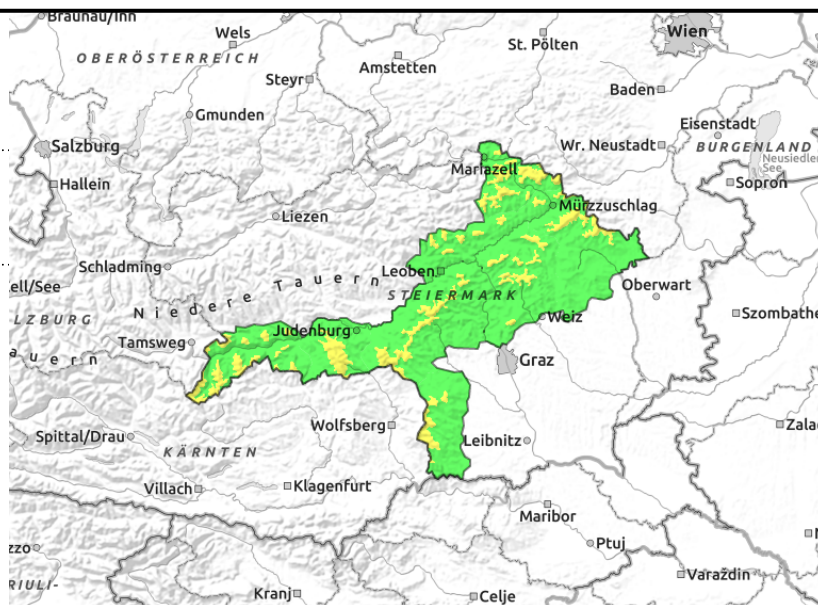 Braunau/Inn
Wels
Wien
St. Pölten
OBERÖSTERREICH
Amstetten
Steyr
Baden
Gmunden
Eisenstadt
Salzburg
Wr. Neustadt
BURGENLAND
Mariazell
Neusiedler
See
Hallein
Sopron
Mürzzuschlag
Liezen
Schladming
Leoben
ell/See
Niedere Tauern
STEIERMARK
Oberwart
LZBURG
Szombathe
Judenburg
Weiz
Tamsweg
auern
Graz
Wolfsberg
Zala
Spittal/Drau
Leibnitz
KÄRNTEN
Villach
Klagenfurt
Maribor
zzo
Ptuj
RIULI-
Varaždin
Kranj
Celje